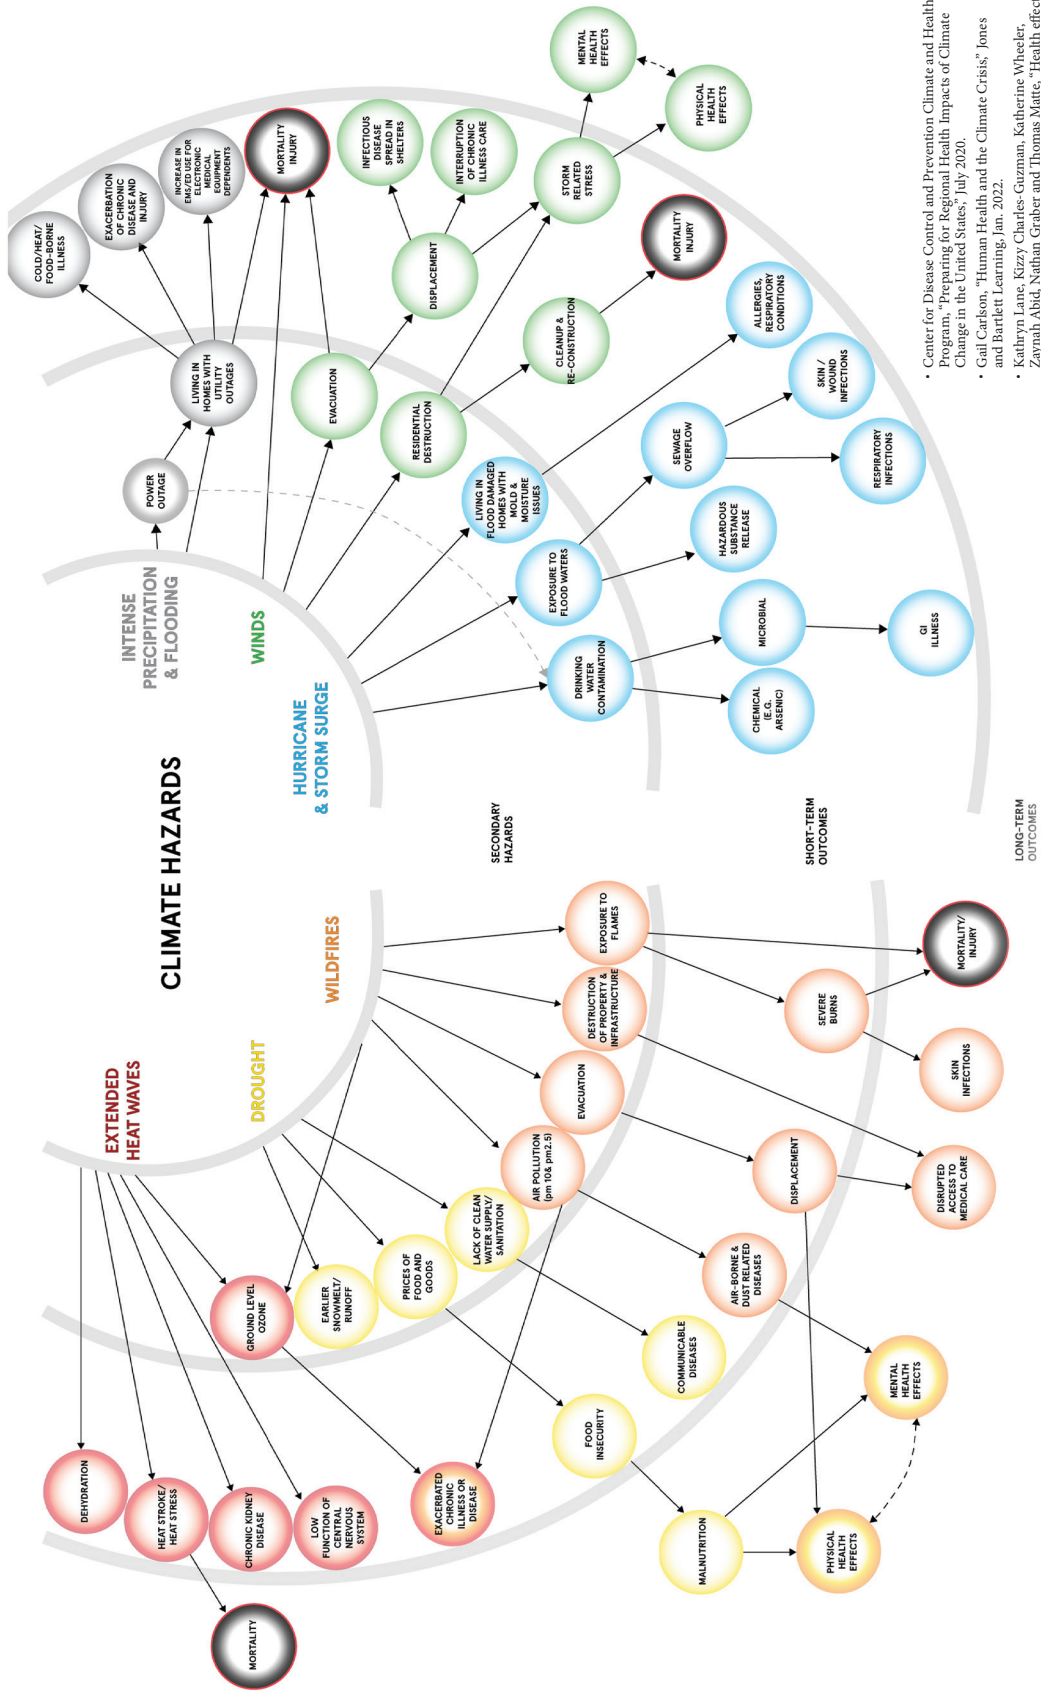 CLIMATE HAZARDS
EXTENDED
HEAT WAVES
DROUGHT
WILDFIRES
HURRICANE
& STORM SURGE
WINDS
INTENSE
PRECIPITATION
& FLOODING
SECONDARY
HAZARDS
SHORT-TERM
OUTCOMES
LONG-TERM
OUTCOMES
DEHYDRATION
HEAT STROKE/
HEAT STRESS
CHRONIC KIDNEY
DISEASE
LOW
FUNCTION OF
CENTRAL
NERVOUS
SYSTEM
MORTALITY
GROUND LEVEL
OZONE
EXACERBATED
CHRONIC
ILLNESS OR
DISEASE
EARLIER
SNOWMELT/
RUNOFF
PRICES OF
FOOD AND
GOODS
LACK OF CLEAN
WATER SUPPLY/
SANITATION
FOOD
INSECURITY
COMMUNICABLE
DISEASES
MALNUTRITION
PHYSICAL
HEALTH
EFFECTS
MENTAL
HEALTH
EFFECTS
AIR POLLUTION
(pm 10& pm2.5)
EVACUATION
DESTRUCTION
OF PROPERTY &
INFRASTRUCTURE
EXPOSURE TO
FLAMES
AIR-BORNE &
DUST RELATED
DISEASES
DISPLACEMENT
SEVERE
BURNS
DISRUPTED
ACCESS TO
MEDICAL CARE
SKIN
INFECTIONS
MORTALITY/
INJURY
DRINKING
WATER
CONTAMINATION
EXPOSURE TO
FLOOD WATERS
LIVING IN
FLOOD DAMAGED
HOMES WITH
MOLD &
MOISTURE
ISSUES
CHEMICAL
(E.G.
ARSENIC)
MICROBIAL
GI
ILLNESS
HAZARDOUS
SUBSTANCE
RELEASE
SEWAGE
OVERFLOW
RESPIRATORY
INFECTIONS
SKIN /
WOUND
INFECTIONS
ALLERGIES,
RESPIRATORY
CONDITIONS
RESIDENTIAL
DESTRUCTION
EVACUATION
CLEANUP &
RE-CONSTRUCTION
MORTALITY
INJURY
DISPLACEMENT
STORM
RELATED
STRESS
INTERRUPTION
OF CHRONIC
ILLNESS CARE
INFECTIOUS
DISEASE
SPREAD IN
SHELTERS
MENTAL
HEALTH
EFFECTS
PHYSICAL
HEALTH
EFFECTS
POWER
OUTAGE
LIVING IN
HOMES WITH
UTILITY
OUTAGES
COLD/HEAT/
FOOD-BORNE
ILLNESS
EXACERBATION
OF CHRONIC
DISEASE AND
INJURY
INCREASE IN
EMS/ED USE FOR
ELECTRONIC
MEDICAL
EQUIPMENT
DEPENDENTS
MORTALITY
INJURY
• Center for Disease Control and Prevention Climate and Health
Program, “Preparing for Regional Health Impacts of Climate
Change in the United States,” July 2020.
• Gail Carlson, “Human Health and the Climate Crisis,” Jones
and Bartlett Learning, Jan. 2022.
• Kathryn Lane, Kizzy Charles-Guzman, Katherine Wheeler,
Zaynah Abid, Nathan Graber and Thomas Matte, “Health